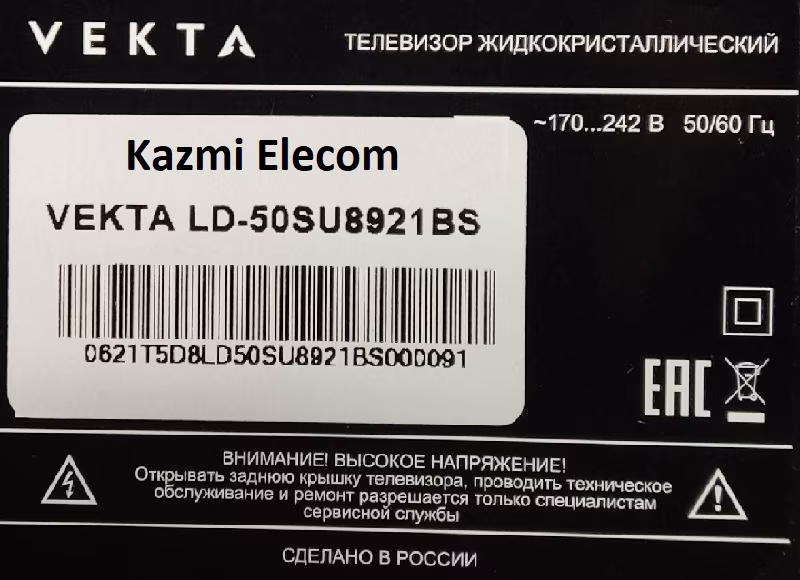 VEKTA
ТЕЛЕВИЗОР ЖИДКОКРИСТАЛЛИЧЕСКИЙ
~170...242 В 50/60 Гц
Kazmi Elecom
VEKTA LD-50SU8921BS
0621T5D8LD50SU8921BS000091
EAC
ВНИМАНИЕ! ВЫСОКОЕ НАПРЯЖЕНИЕ!
Открывать заднюю крышку телевизора, проводить техническое
обслуживание и ремонт разрешается только специалистам
сервисной службы
СДЕЛАНО В РОССИИ